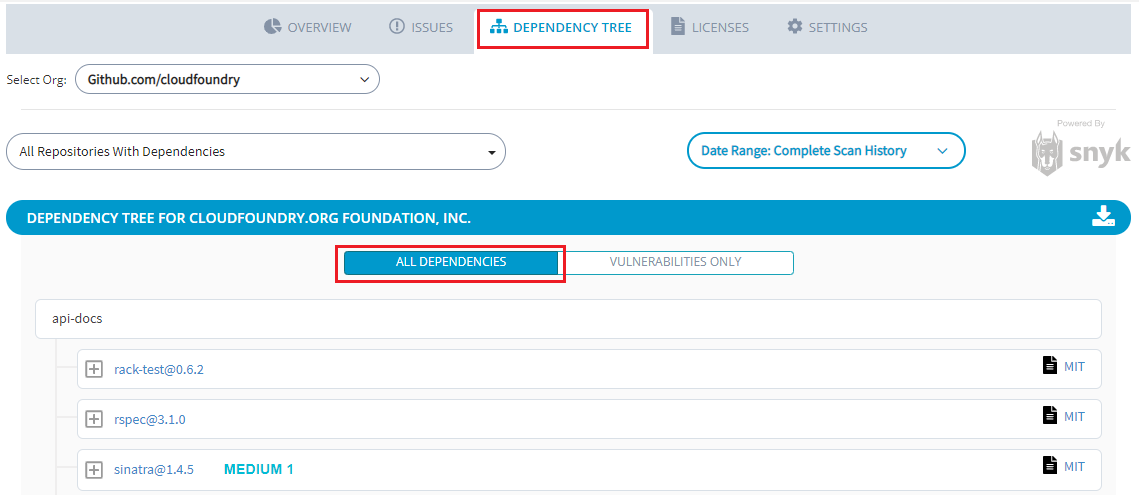 OVERVIEW ISSUES DEPENDENCY TREE LICENSES SETTINGS
Select Org: Github.com/cloudfoundry
Powered By
All Repositories With Dependencies Date Range: Complete Scan History snyk
DEPENDENCY TREE FOR CLOUDFOUNDRY.ORG FOUNDATION, INC.
ALL DEPENDENCIES VULNERABILITIES ONLY
api-docs
rack-test@0.6.2 MIT
rspec@3.1.0 MIT
sinatra@1.4.5 MEDIUM 1 MIT